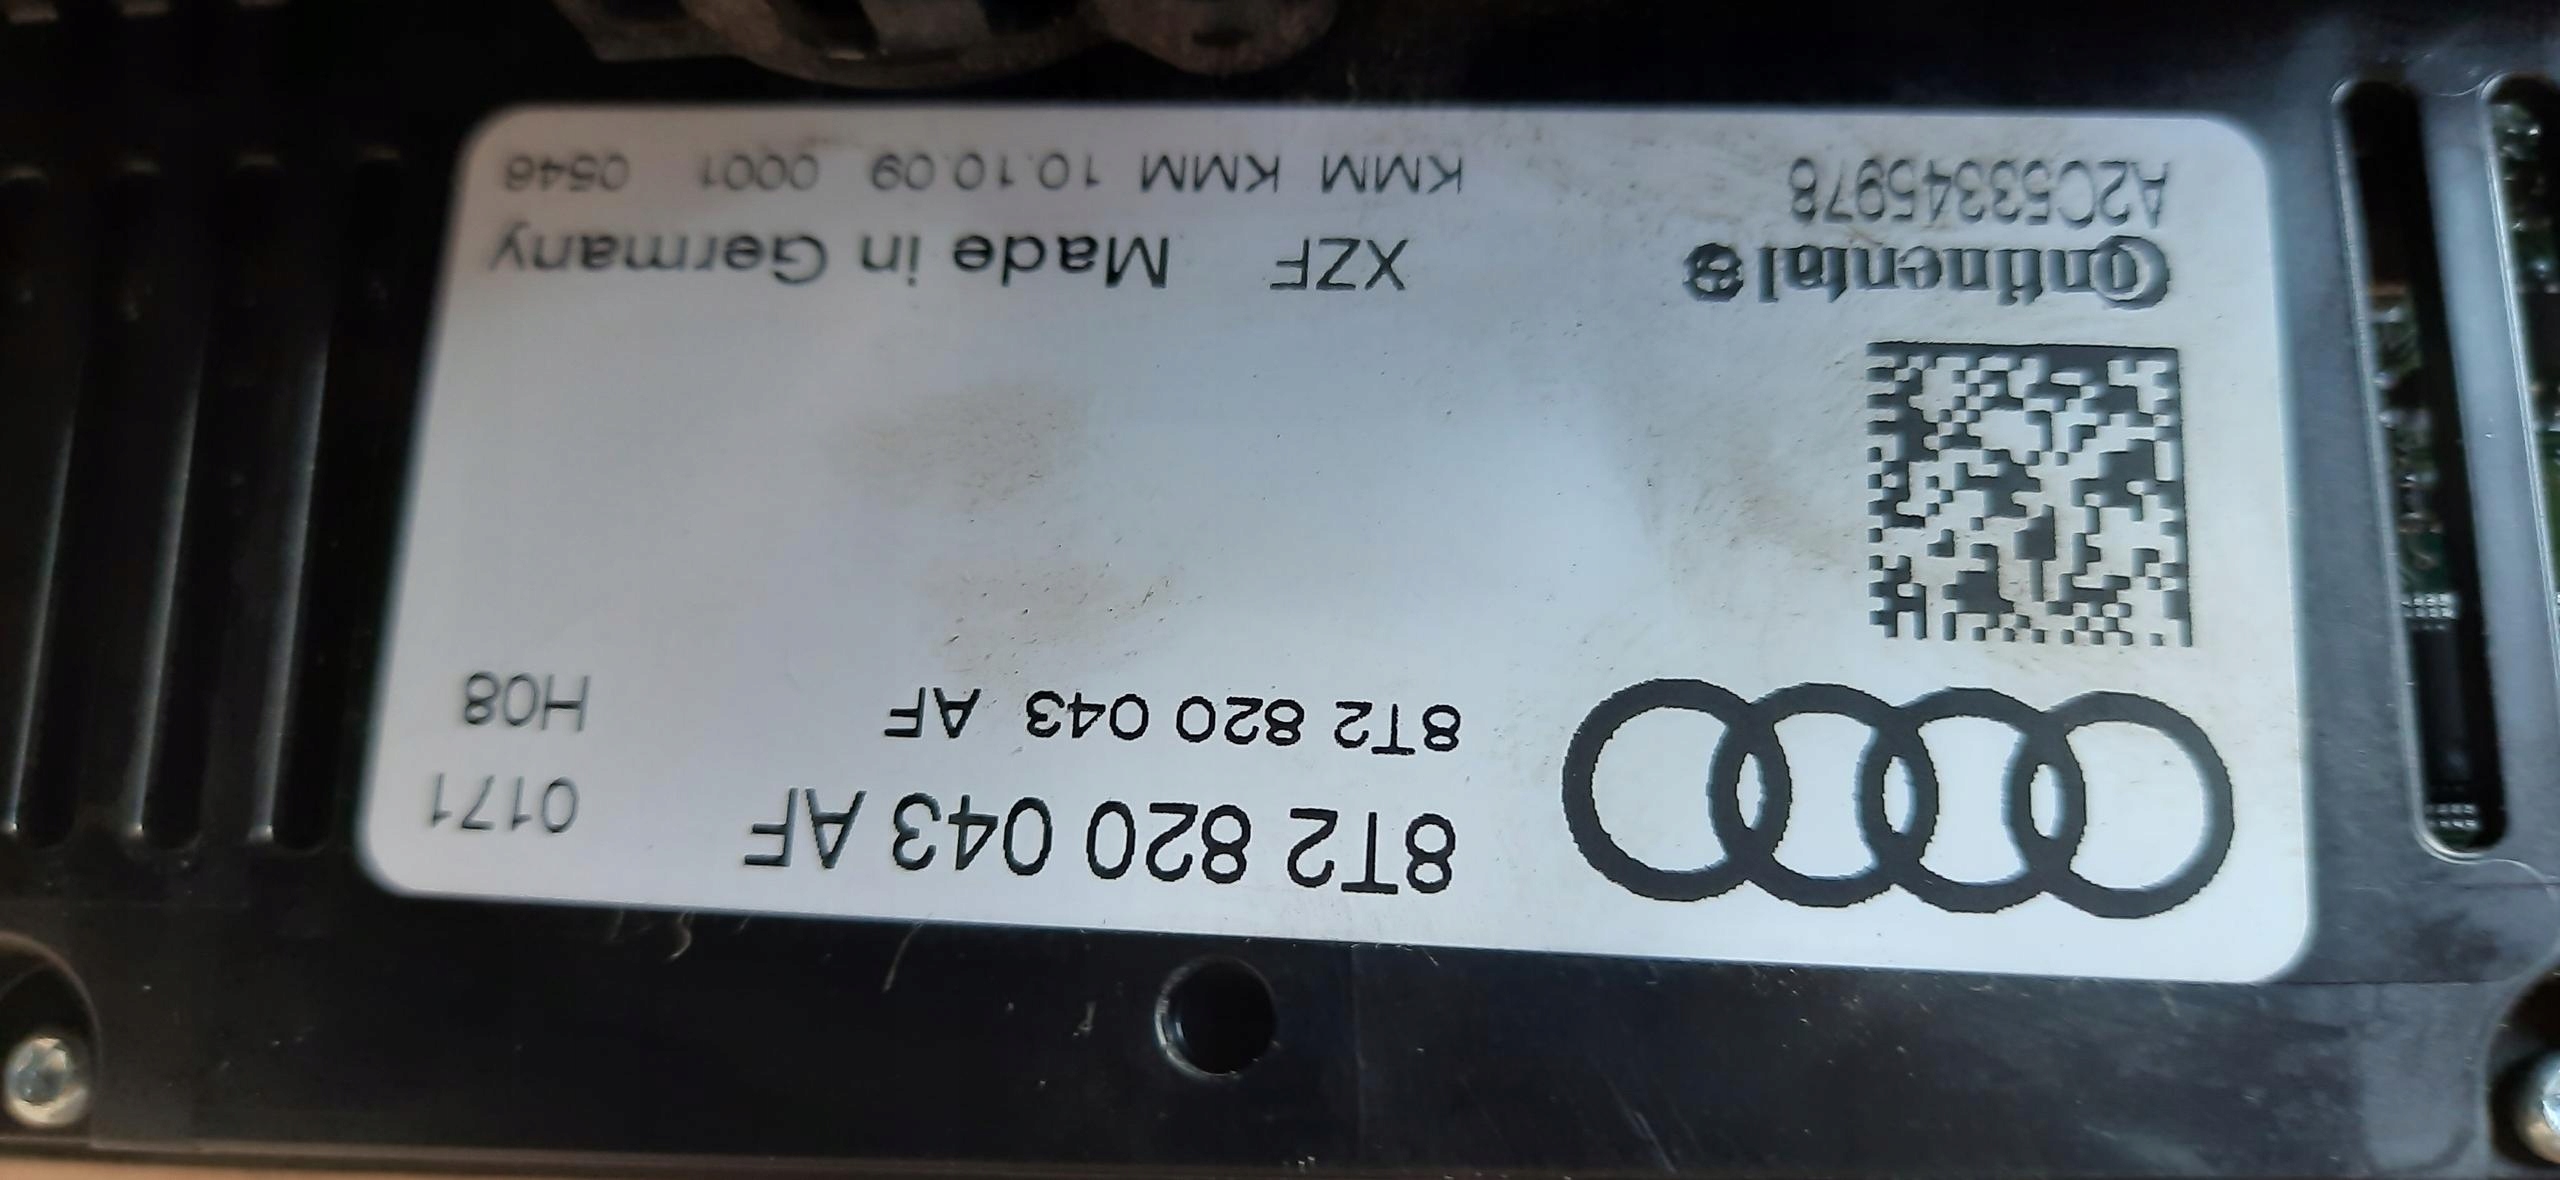 8T2 820 043 AF 0171
8T2 820 043 AF H08
Continental
A2C53345978
XZF Made in Germany
KMM KMM 10.10.09 0001 0546